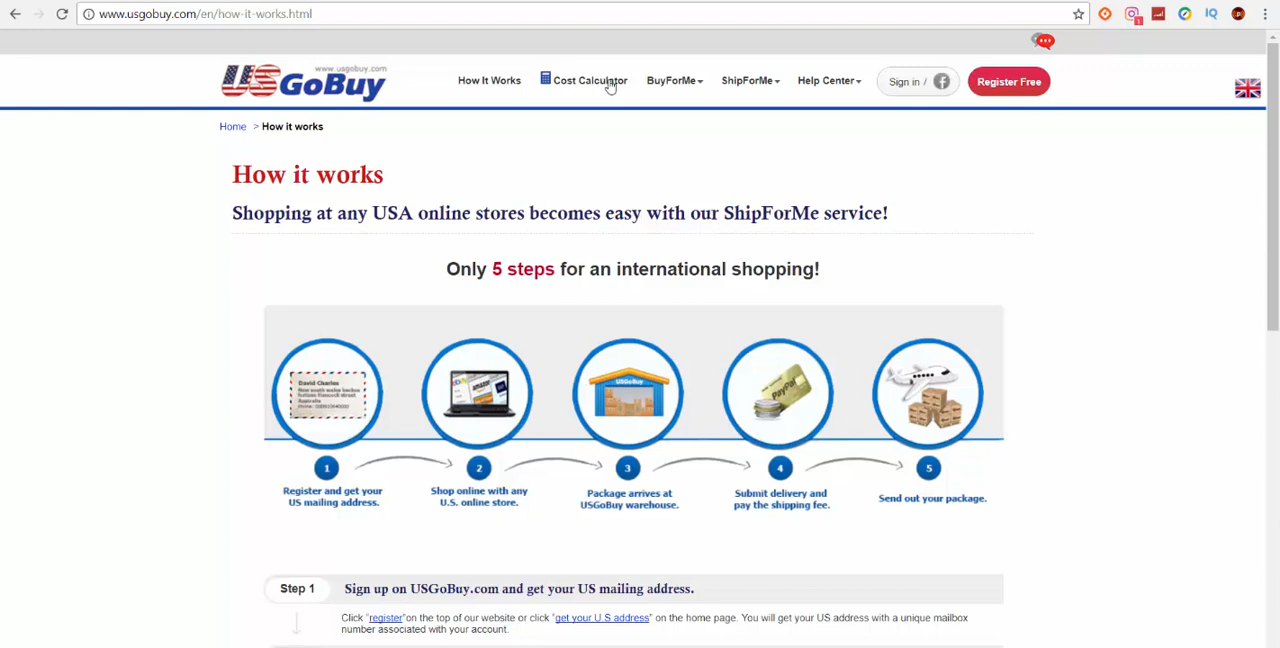 www.usgobuy.com/en/how-it-works.html
www.usgobuy.com
USGoBuy
How It Works
Cost Calculator
BuyForMe
ShipForMe
Help Center
Sign in /
Register Free
Home > How it works
How it works
Shopping at any USA online stores becomes easy with our ShipForMe service!
Only 5 steps for an international shopping!
David Charles
USGoBuy
amazon
PayPal
1
2
3
4
5
Register and get your
US mailing address.
Shop online with any
U.S. online store.
Package arrives at
USGoBuy warehouse.
Submit delivery and
pay the shipping fee.
Send out your package.
Step 1
Sign up on USGoBuy.com and get your US mailing address.
Click "register"on the top of our website or click "get your U.S address" on the home page. You will get your US address with a unique mailbox
number associated with your account.